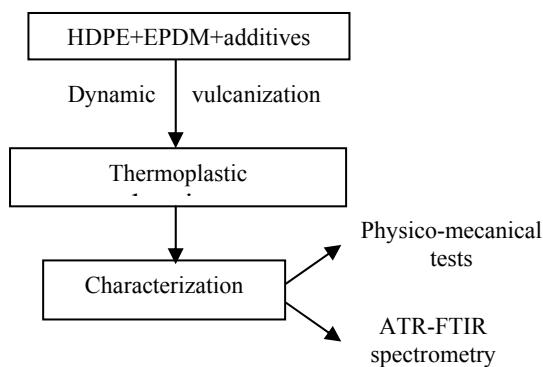 HDPE+EPDM+additives
Dynamic vulcanization
Thermoplastic
Physico-mecanical
tests
Characterization
ATR-FTIR
spectrometry